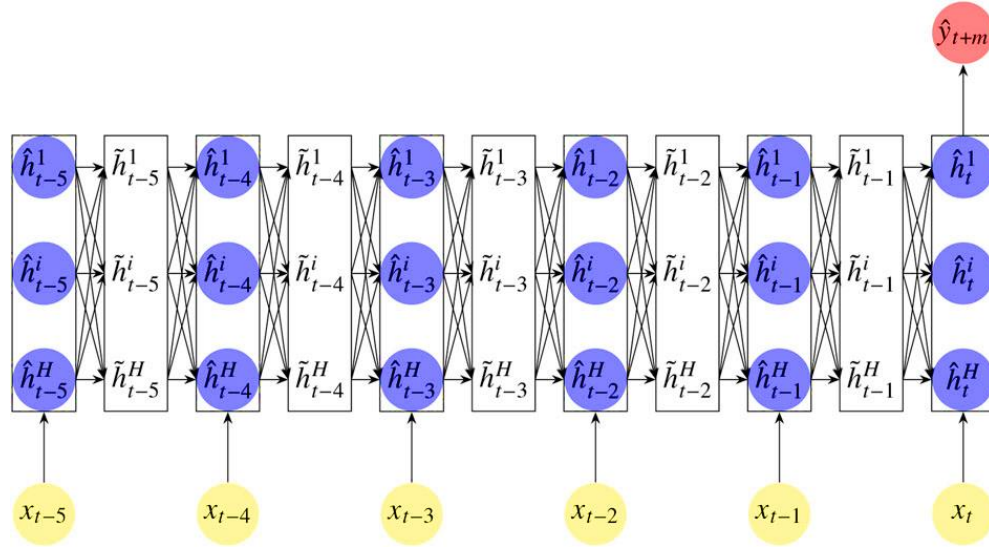 ŷ_{t+m}
ĥ^1_{t−5} h̃^1_{t−5} ĥ^1_{t−4} h̃^1_{t−4} ĥ^1_{t−3} h̃^1_{t−3} ĥ^1_{t−2} h̃^1_{t−2} ĥ^1_{t−1} h̃^1_{t−1} ĥ^1_t
ĥ^i_{t−5} h̃^i_{t−5} ĥ^i_{t−4} h̃^i_{t−4} ĥ^i_{t−3} h̃^i_{t−3} ĥ^i_{t−2} h̃^i_{t−2} ĥ^i_{t−1} h̃^i_{t−1} ĥ^i_t
ĥ^H_{t−5} h̃^H_{t−5} ĥ^H_{t−4} h̃^H_{t−4} ĥ^H_{t−3} h̃^H_{t−3} ĥ^H_{t−2} h̃^H_{t−2} ĥ^H_{t−1} h̃^H_{t−1} ĥ^H_t
x_{t−5} x_{t−4} x_{t−3} x_{t−2} x_{t−1} x_t